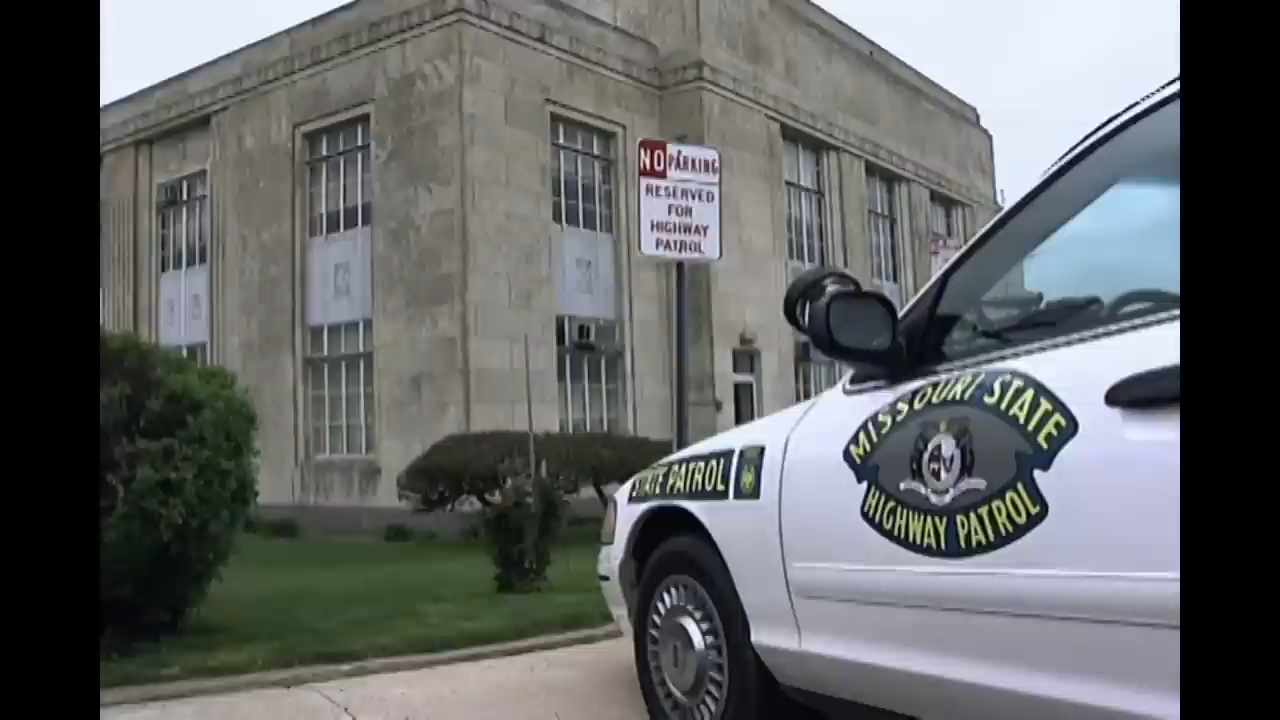 NO PARKING
RESERVED
FOR
HIGHWAY
PATROL
STATE PATROL
MISSOURI STATE
HIGHWAY PATROL